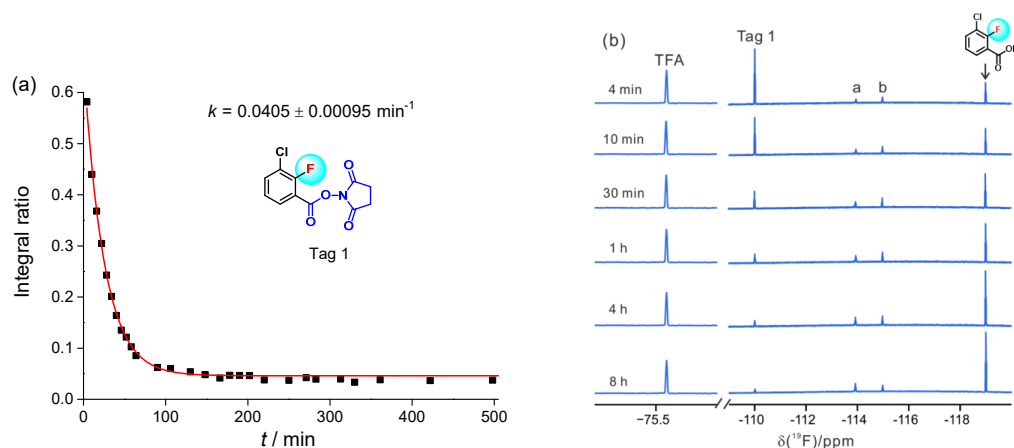 (a)
Integral ratio
0.6
0.5
0.4
0.3
0.2
0.1
0.0
0
100
200
300
400
500
t / min
k = 0.0405 ± 0.00095 min⁻¹
Cl
F
O
O
N
O
O
Tag 1
(b)
TFA
Tag 1
a
b
Cl
F
O
4 min
10 min
30 min
1 h
4 h
8 h
−75.5
−110
−112
−114
−116
−118
δ(¹⁹F)/ppm